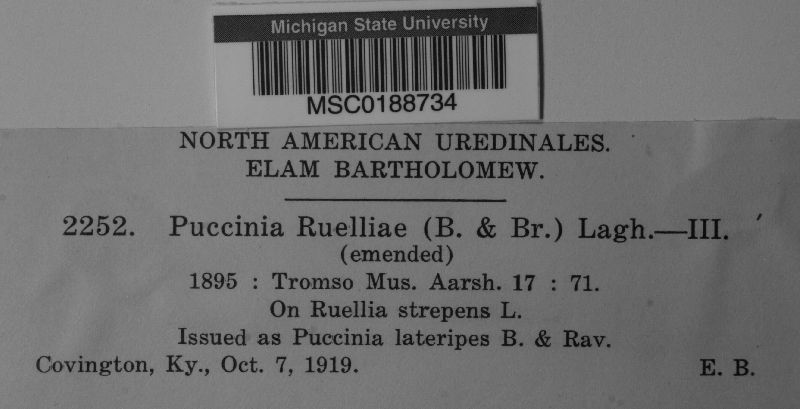 Michigan State University
MSC0188734
NORTH AMERICAN UREDINALES.
ELAM BARTHOLOMEW.
2252. Puccinia Ruelliae (B. & Br.) Lagh.—III.
(emended)
1895 : Tromso Mus. Aarsh. 17 : 71.
On Ruellia strepens L.
Issued as Puccinia lateripes B. & Rav.
Covington, Ky., Oct. 7, 1919. E. B.